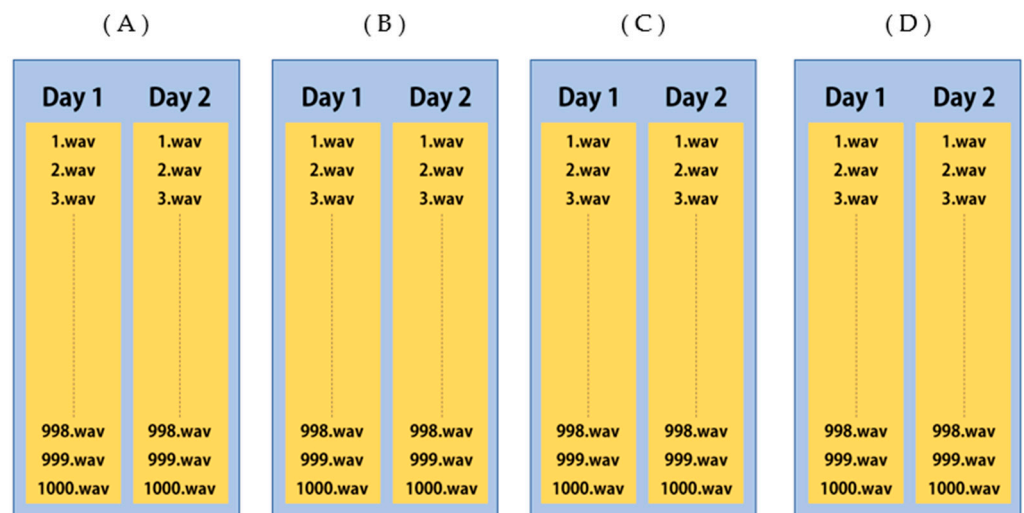 ( A ) ( B ) ( C ) ( D )
Day 1 Day 2 Day 1 Day 2 Day 1 Day 2 Day 1 Day 2
1.wav 1.wav 1.wav 1.wav 1.wav 1.wav 1.wav 1.wav
2.wav 2.wav 2.wav 2.wav 2.wav 2.wav 2.wav 2.wav
3.wav 3.wav 3.wav 3.wav 3.wav 3.wav 3.wav 3.wav
998.wav 998.wav 998.wav 998.wav 998.wav 998.wav 998.wav 998.wav
999.wav 999.wav 999.wav 999.wav 999.wav 999.wav 999.wav 999.wav
1000.wav 1000.wav 1000.wav 1000.wav 1000.wav 1000.wav 1000.wav 1000.wav